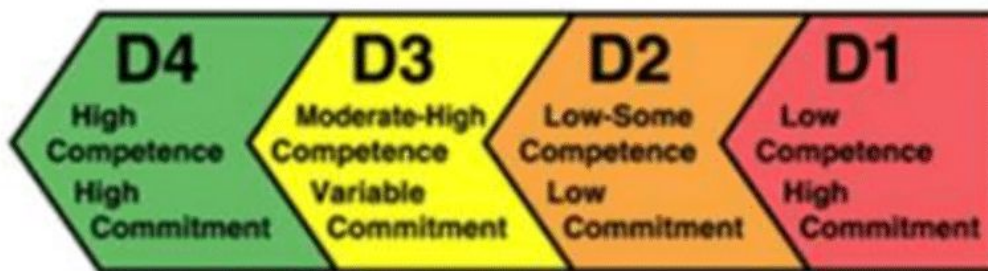 D4
High
Competence
High
Commitment
D3
Moderate-High
Competence
Variable
Commitment
D2
Low-Some
Competence
Low
Commitment
D1
Low
Competence
High
Commitment